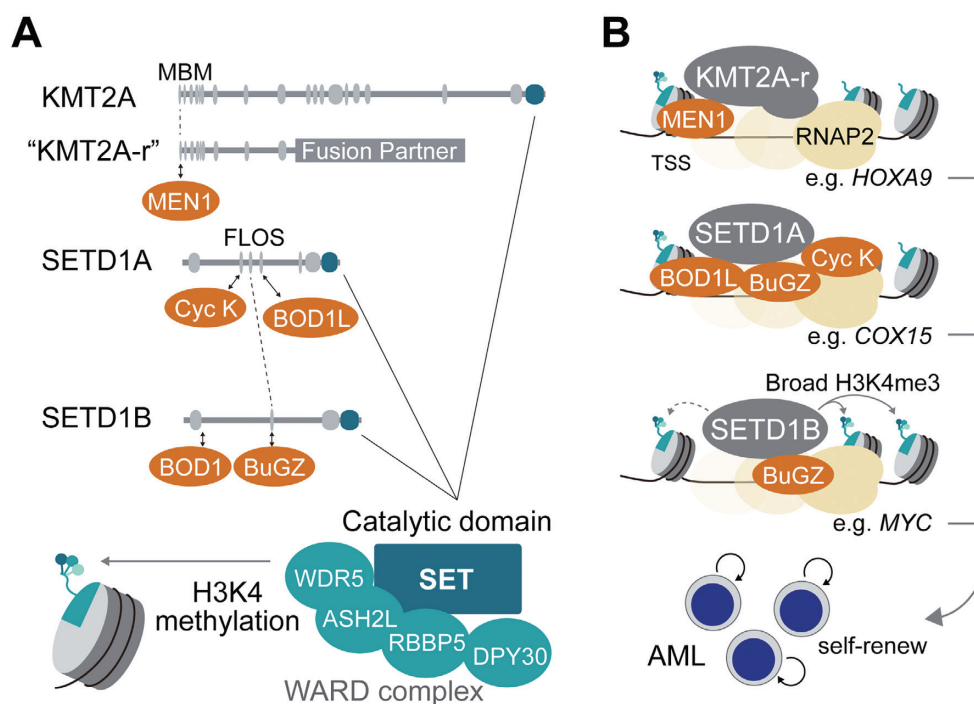 A
MBM
KMT2A
“KMT2A-r”
Fusion Partner
MEN1
FLOS
SETD1A
Cyc K
BOD1L
SETD1B
BOD1
BuGZ
Catalytic domain
SET
WDR5
ASH2L
RBBP5
DPY30
WARD complex
H3K4
methylation
B
KMT2A-r
MEN1
RNAP2
TSS
e.g. HOXA9
SETD1A
Cyc K
BOD1L
BuGZ
e.g. COX15
Broad H3K4me3
SETD1B
BuGZ
e.g. MYC
AML
self-renew